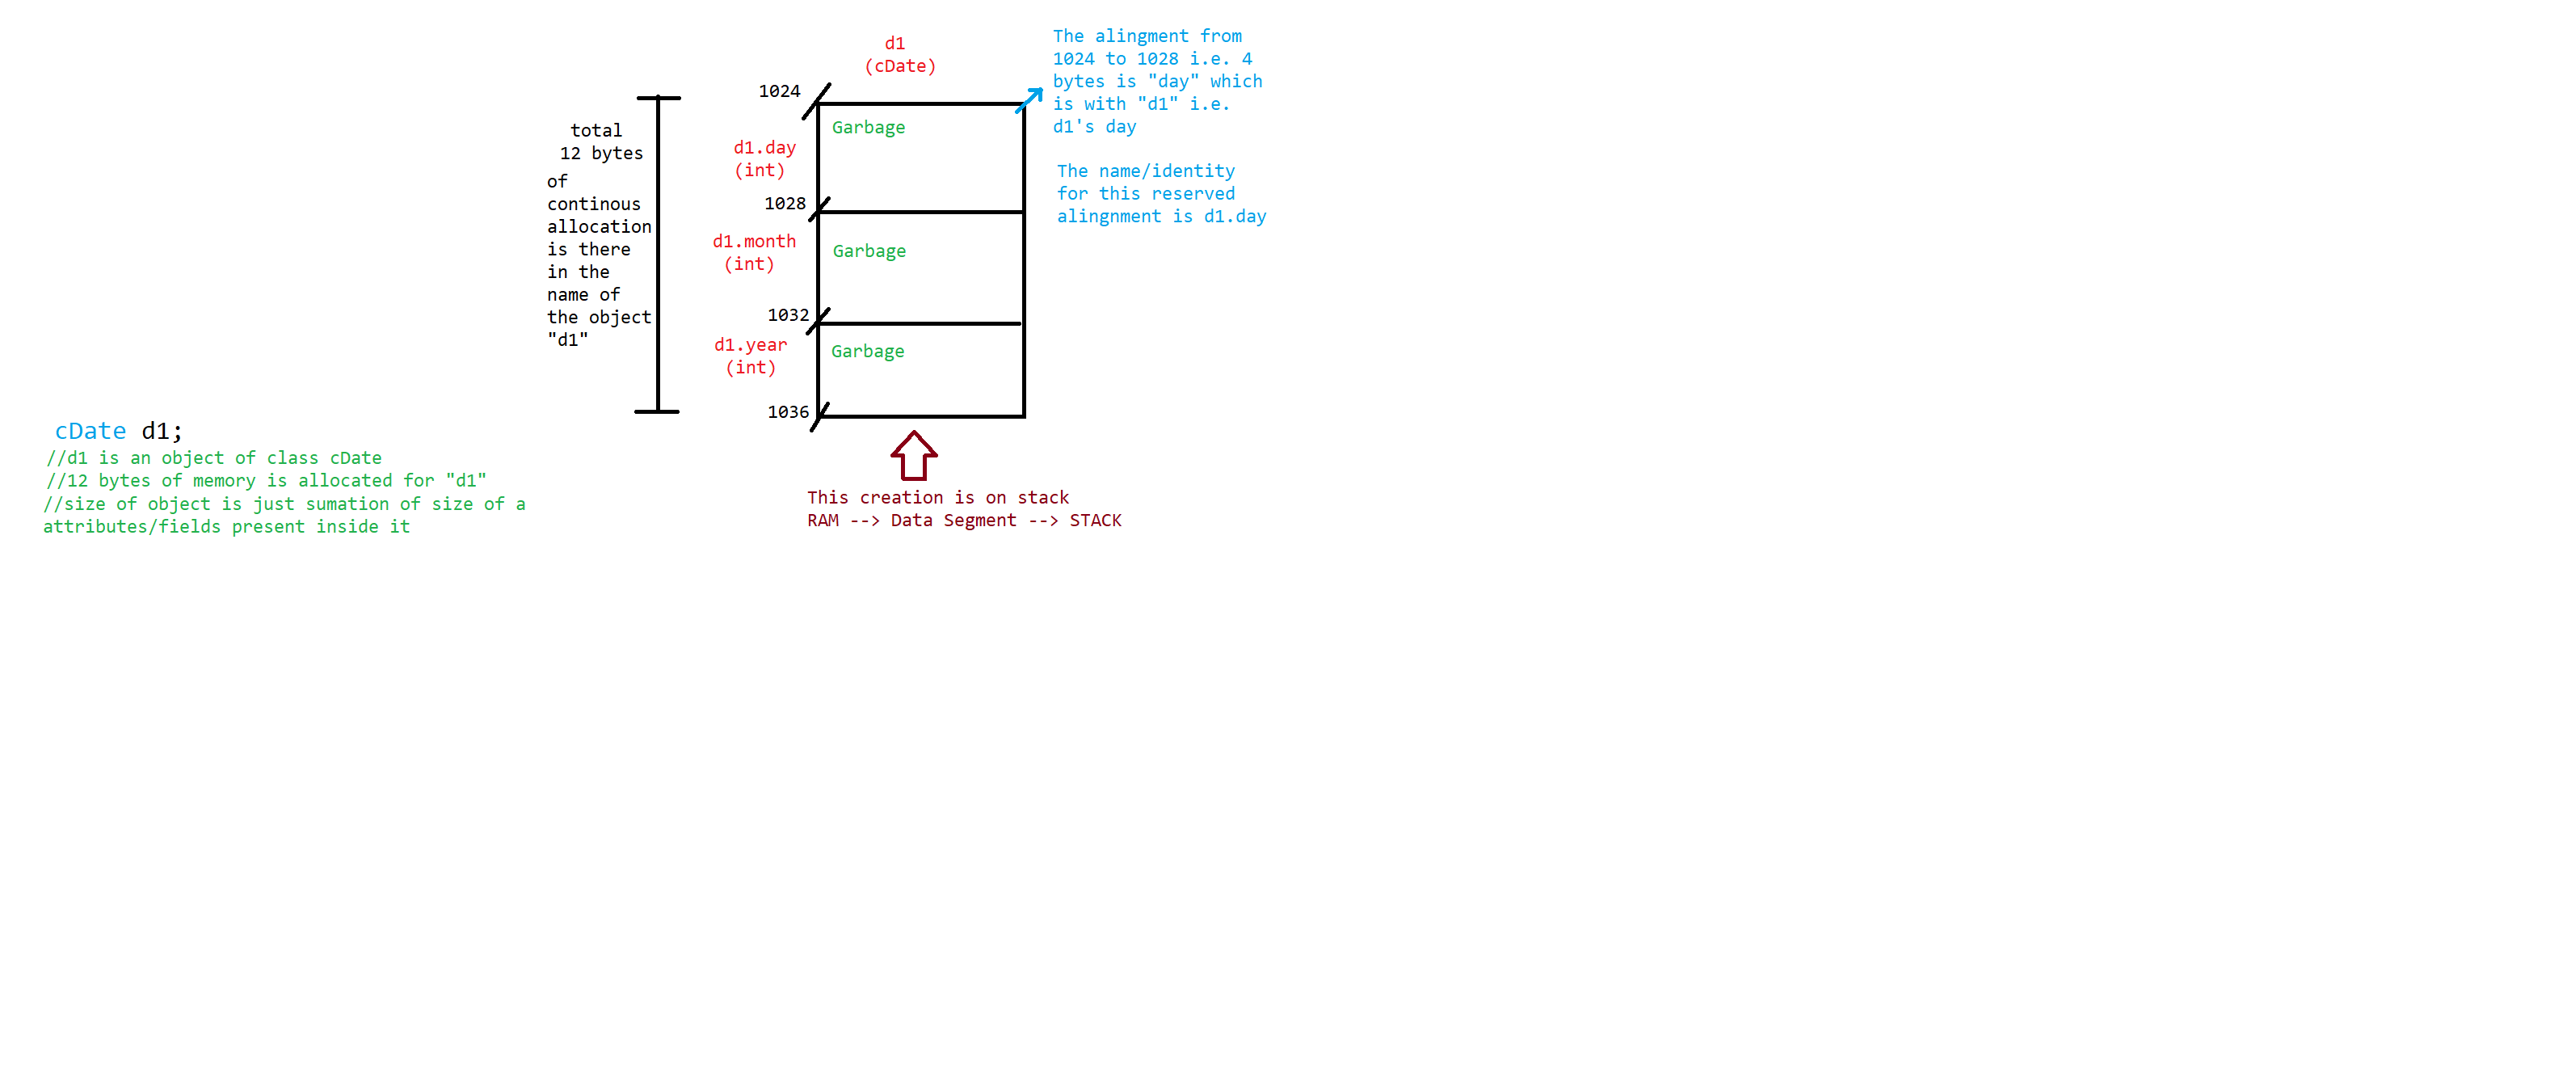 d1
(cDate)
The alingment from
1024 to 1028 i.e. 4
bytes is "day" which
is with "d1" i.e.
d1's day
The name/identity
for this reserved
alingnment is d1.day
1024
Garbage
d1.day
(int)
1028
d1.month
(int)
Garbage
1032
d1.year
(int)
Garbage
1036
total
12 bytes
of
continous
allocation
is there
in the
name of
the object
"d1"
cDate d1;
//d1 is an object of class cDate
//12 bytes of memory is allocated for "d1"
//size of object is just sumation of size of a
attributes/fields present inside it
This creation is on stack
RAM --> Data Segment --> STACK